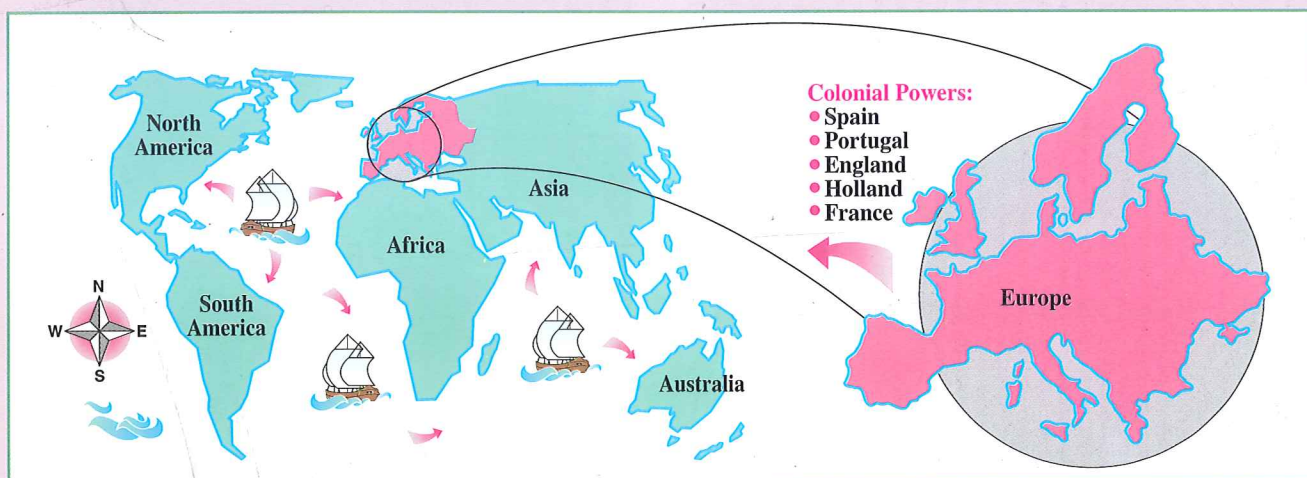 North
America
Asia
Africa
South
America
Australia
N
W
E
S
Colonial Powers:
• Spain
• Portugal
• England
• Holland
• France
Europe